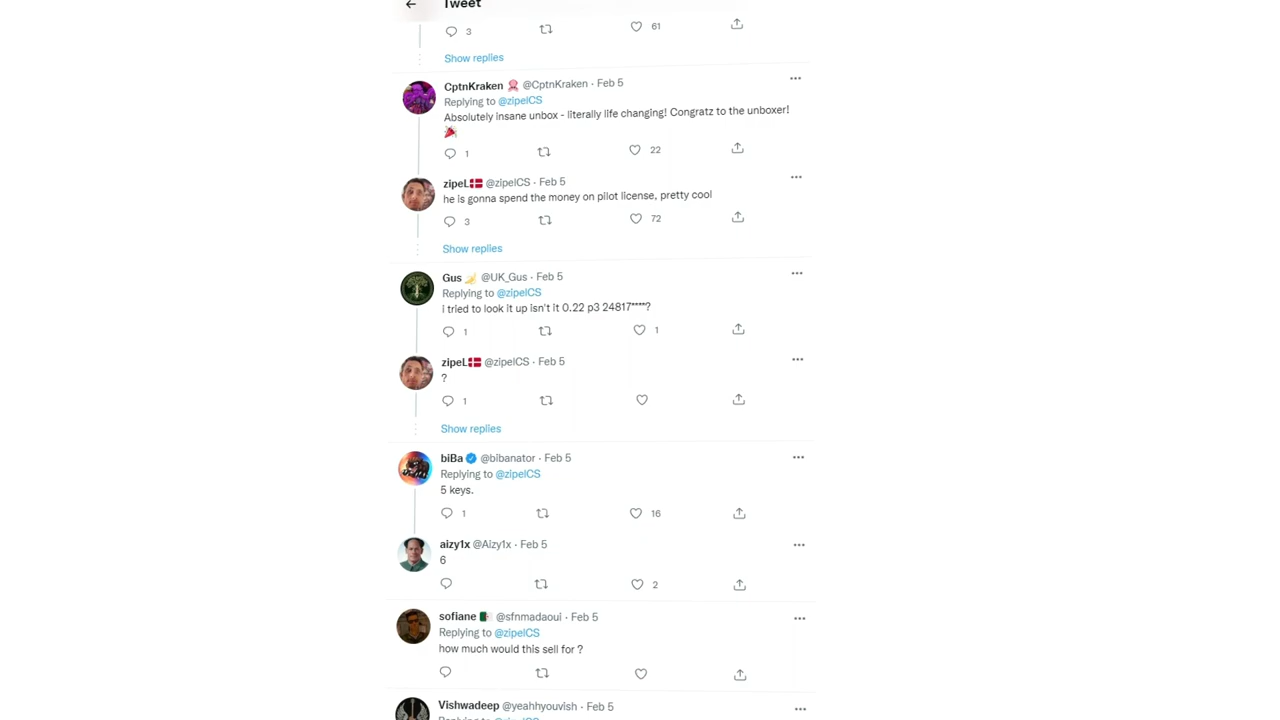 Tweet
3 61
Show replies
CptnKraken @CptnKraken · Feb 5
Replying to @zipelCS
Absolutely insane unbox - literally life changing! Congratz to the unboxer!
1 22
zipeL @zipelCS · Feb 5
he is gonna spend the money on pilot license, pretty cool
3 72
Show replies
Gus @UK_Gus · Feb 5
Replying to @zipelCS
i tried to look it up isn't it 0.22 p3 24817****?
1 1
zipeL @zipelCS · Feb 5
?
1
Show replies
biBa @bibanator · Feb 5
Replying to @zipelCS
5 keys.
1 16
aizy1x @Aizy1x · Feb 5
6
2
sofiane @sfnmadaoui · Feb 5
Replying to @zipelCS
how much would this sell for ?
Vishwadeep @yeahhyouvish · Feb 5
Replying to @zipelCS